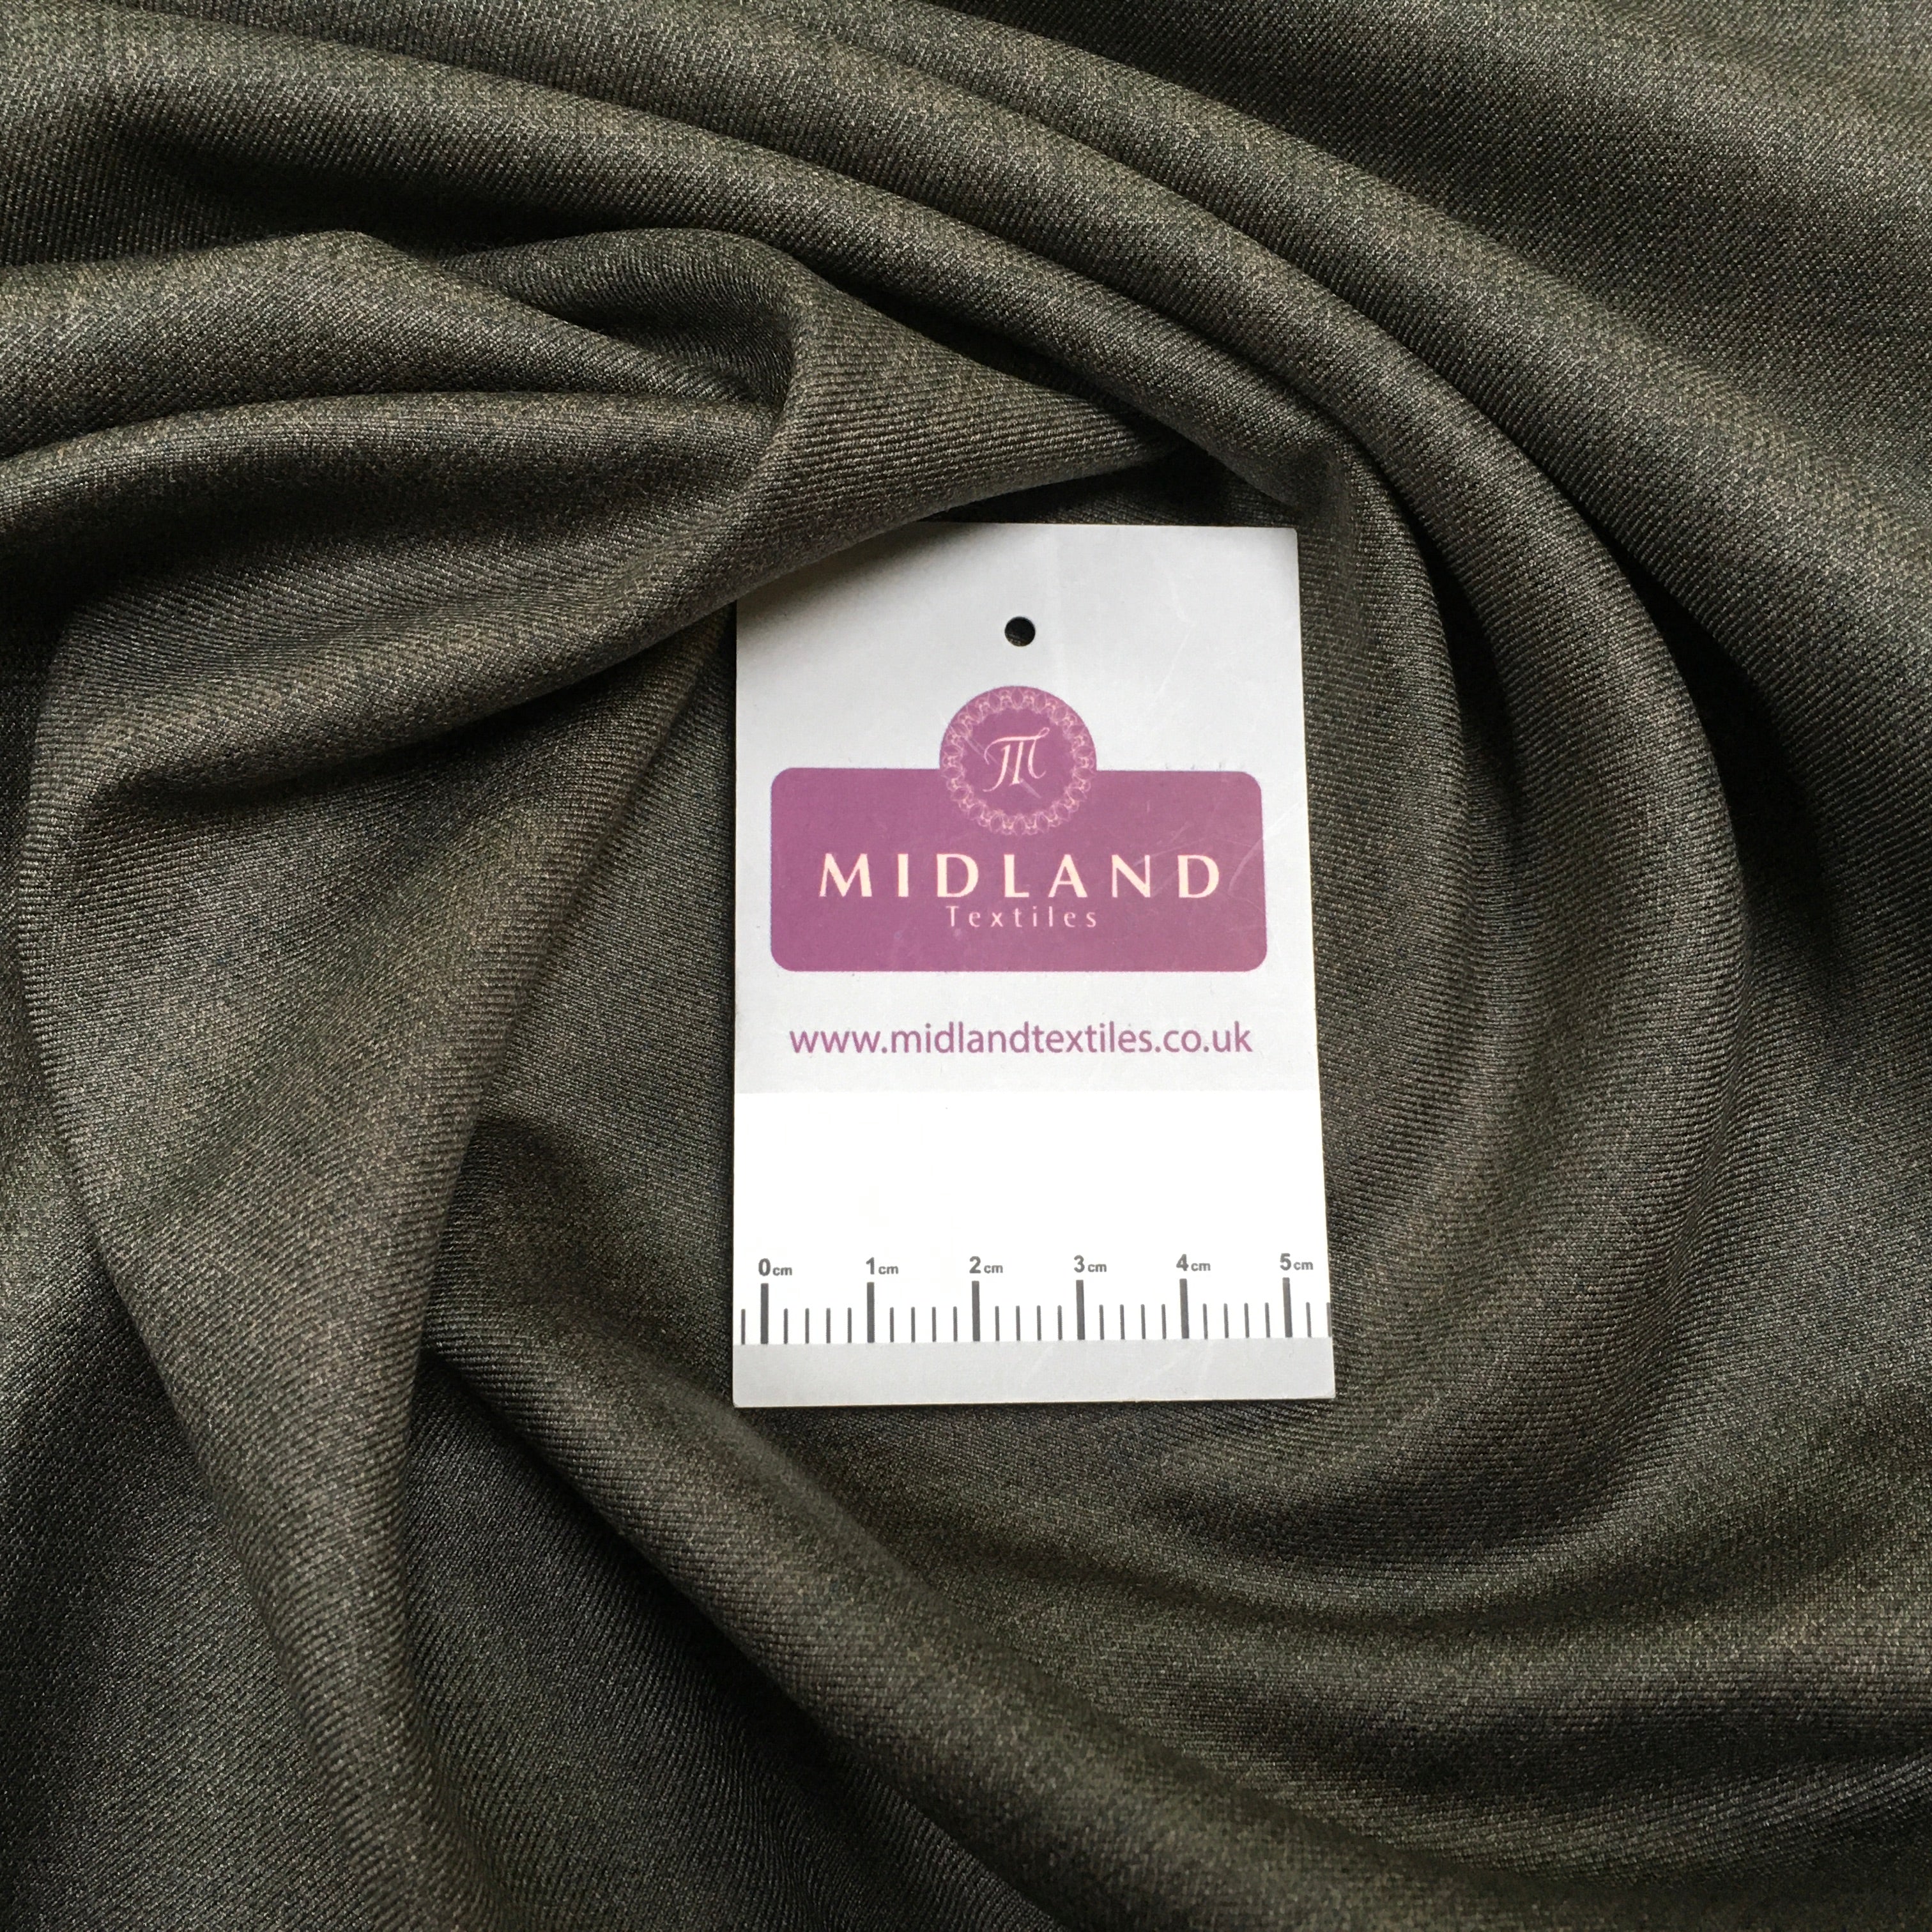 M
MIDLAND
Textiles
www.midlandtextiles.co.uk
0cm 1cm 2cm 3cm 4cm 5cm